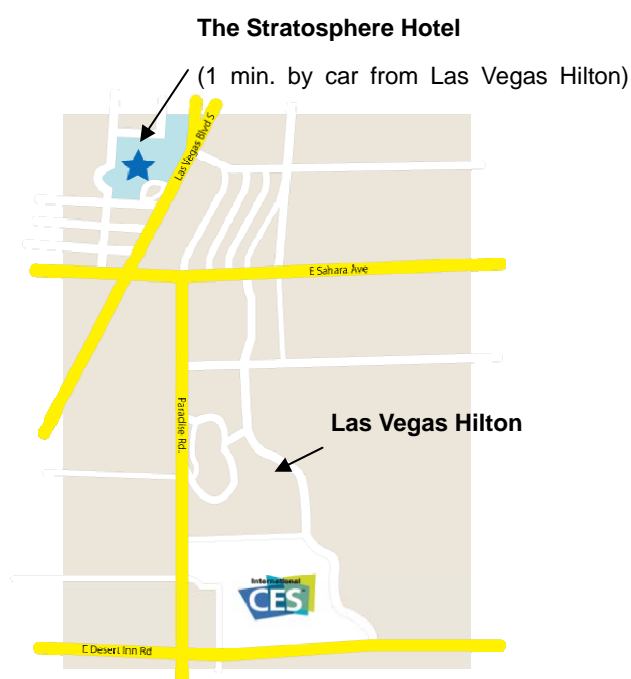 The Stratosphere Hotel
(1 min. by car from Las Vegas Hilton)
Las Vegas Blvd S
E Sahara Ave
Paradise Rd.
Las Vegas Hilton
International
CES
E Desert Inn Rd